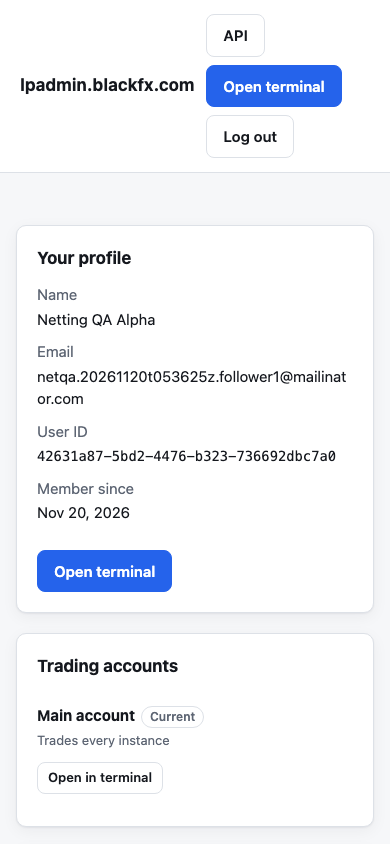 lpadmin.blackfx.com
API
Open terminal
Log out
Your profile
Name
Netting QA Alpha
Email
netqa.20261120t053625z.follower1@mailinat
or.com
User ID
42631a87-5bd2-4476-b323-736692dbc7a0
Member since
Nov 20, 2026
Open terminal
Trading accounts
Main account Current
Trades every instance
Open in terminal